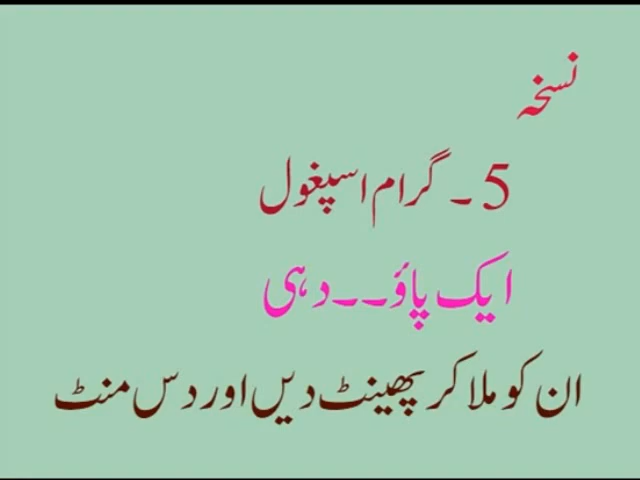 نسخہ
5 ۔ گرام اسپغول
ایک پاؤ۔۔دہی
ان کو ملا کر پھینٹ دیں اور دس منٹ